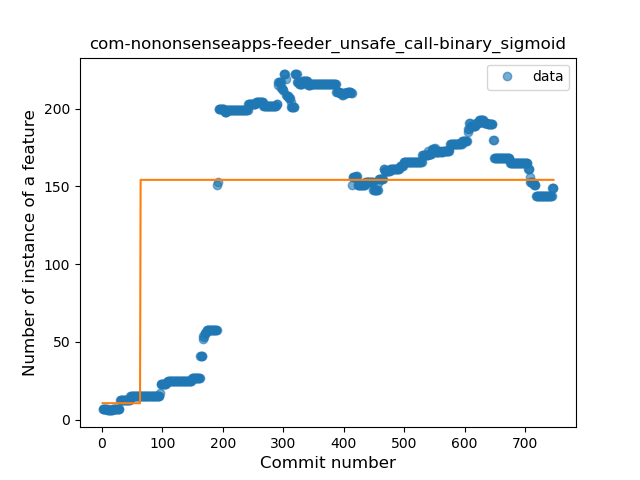 com-nononsenseapps-feeder_unsafe_call-binary_sigmoid
data
Number of instance of a feature
200
150
100
50
0
0 100 200 300 400 500 600 700
Commit number